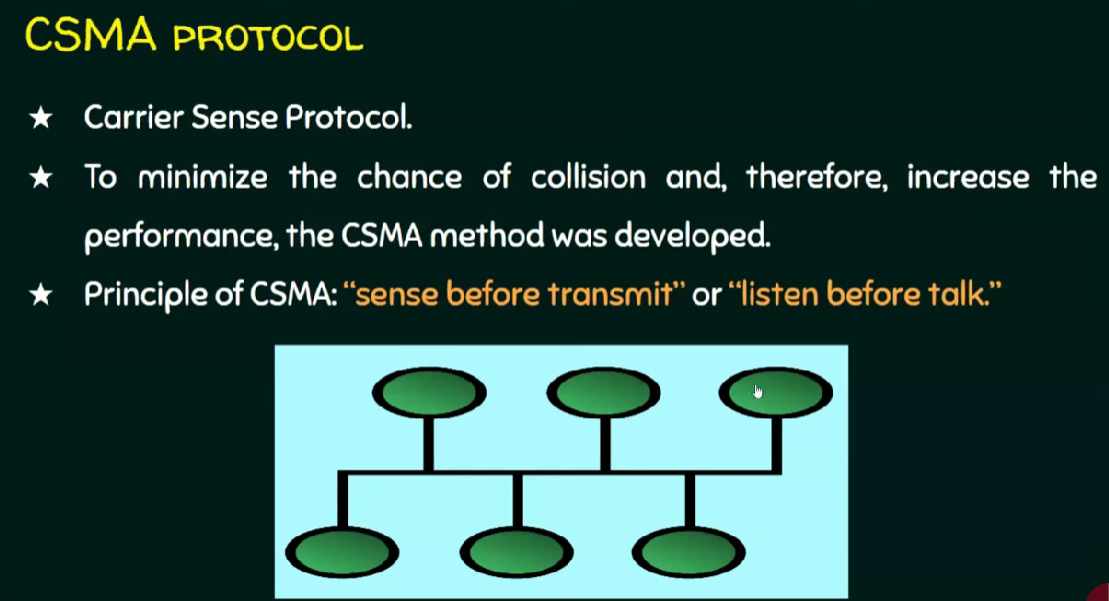 CSMA PROTOCOL
★ Carrier Sense Protocol.
★ To minimize the chance of collision and, therefore, increase the
performance, the CSMA method was developed.
★ Principle of CSMA: “sense before transmit” or “listen before talk.”